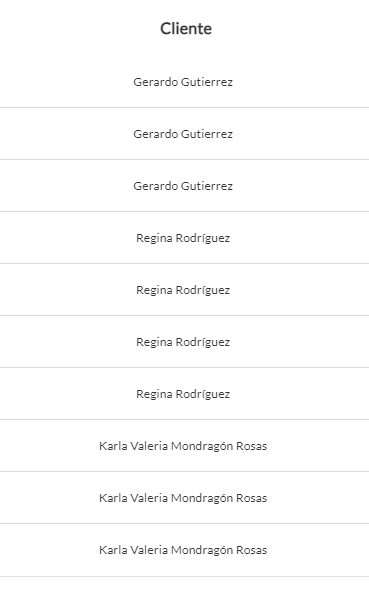 Cliente
Gerardo Gutierrez
Gerardo Gutierrez
Gerardo Gutierrez
Regina Rodríguez
Regina Rodríguez
Regina Rodríguez
Regina Rodríguez
Karla Valeria Mondragón Rosas
Karla Valeria Mondragón Rosas
Karla Valeria Mondragón Rosas